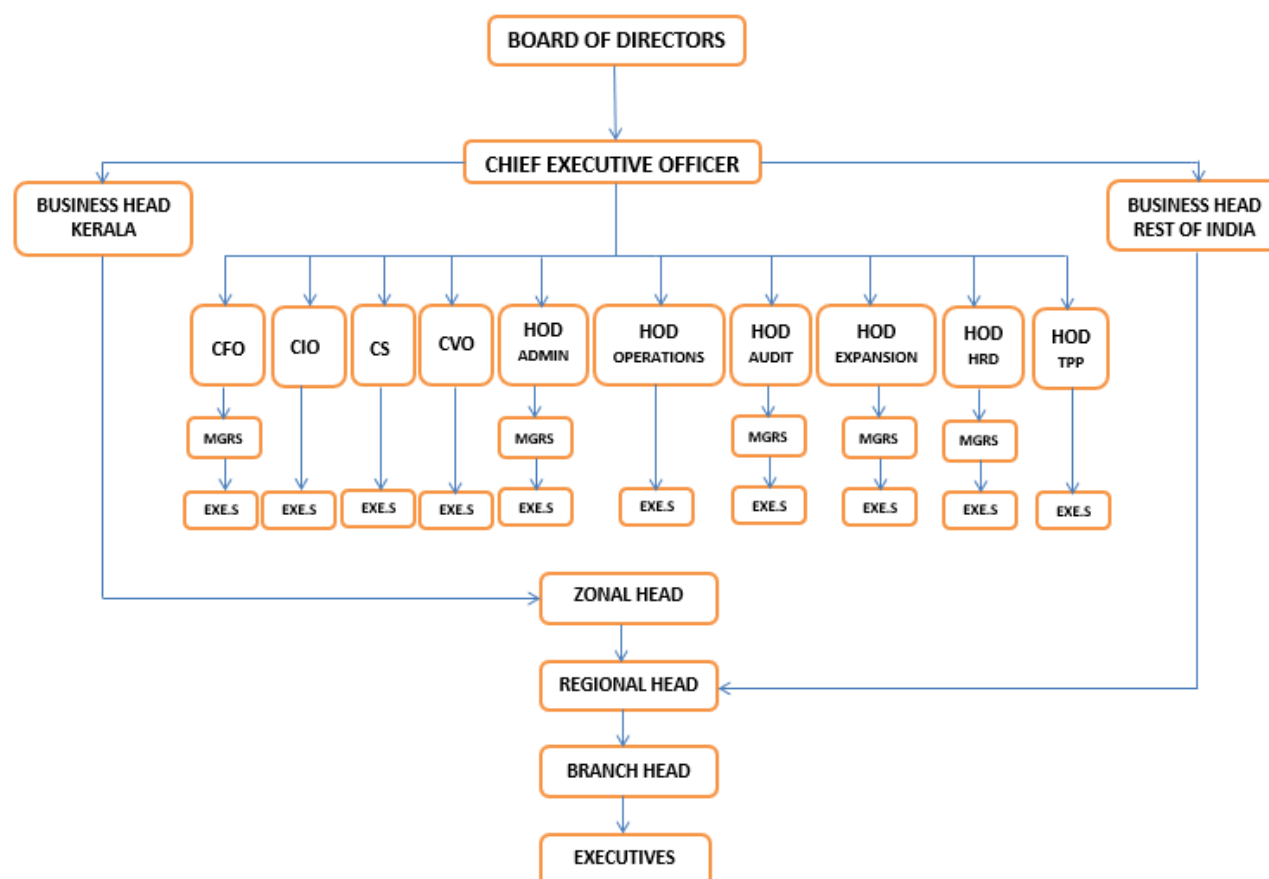 BOARD OF DIRECTORS
CHIEF EXECUTIVE OFFICER
BUSINESS HEAD
KERALA
BUSINESS HEAD
REST OF INDIA
CFO
CIO
CS
CVO
HOD
ADMIN
HOD
OPERATIONS
HOD
AUDIT
HOD
EXPANSION
HOD
HRD
HOD
TPP
MGRS
MGRS
MGRS
MGRS
MGRS
EXE.S
EXE.S
EXE.S
EXE.S
EXE.S
EXE.S
EXE.S
EXE.S
EXE.S
EXE.S
ZONAL HEAD
REGIONAL HEAD
BRANCH HEAD
EXECUTIVES